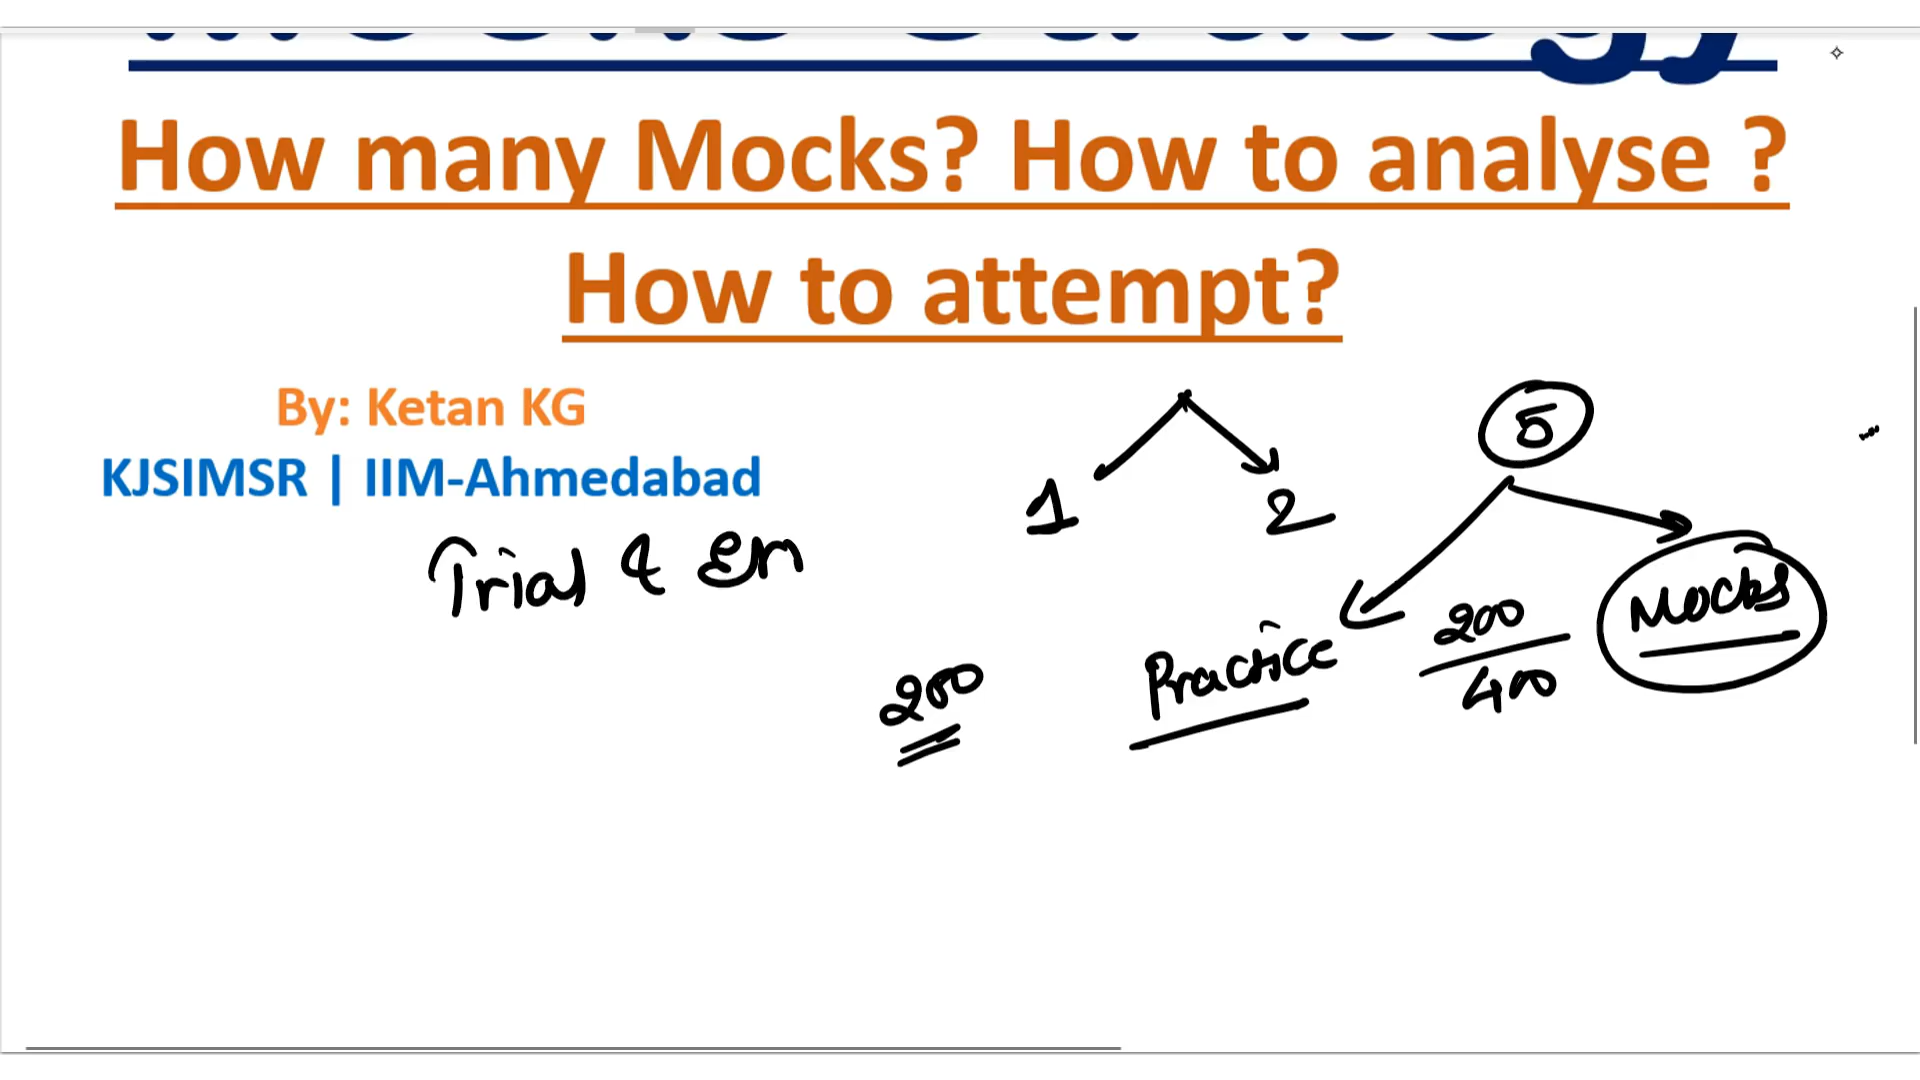 How many Mocks? How to analyse ?
How to attempt?
By: Ketan KG
KJSIMSR | IIM-Ahmedabad
Trial & Err
1
2
5
Practice
200
400
Mocks
200